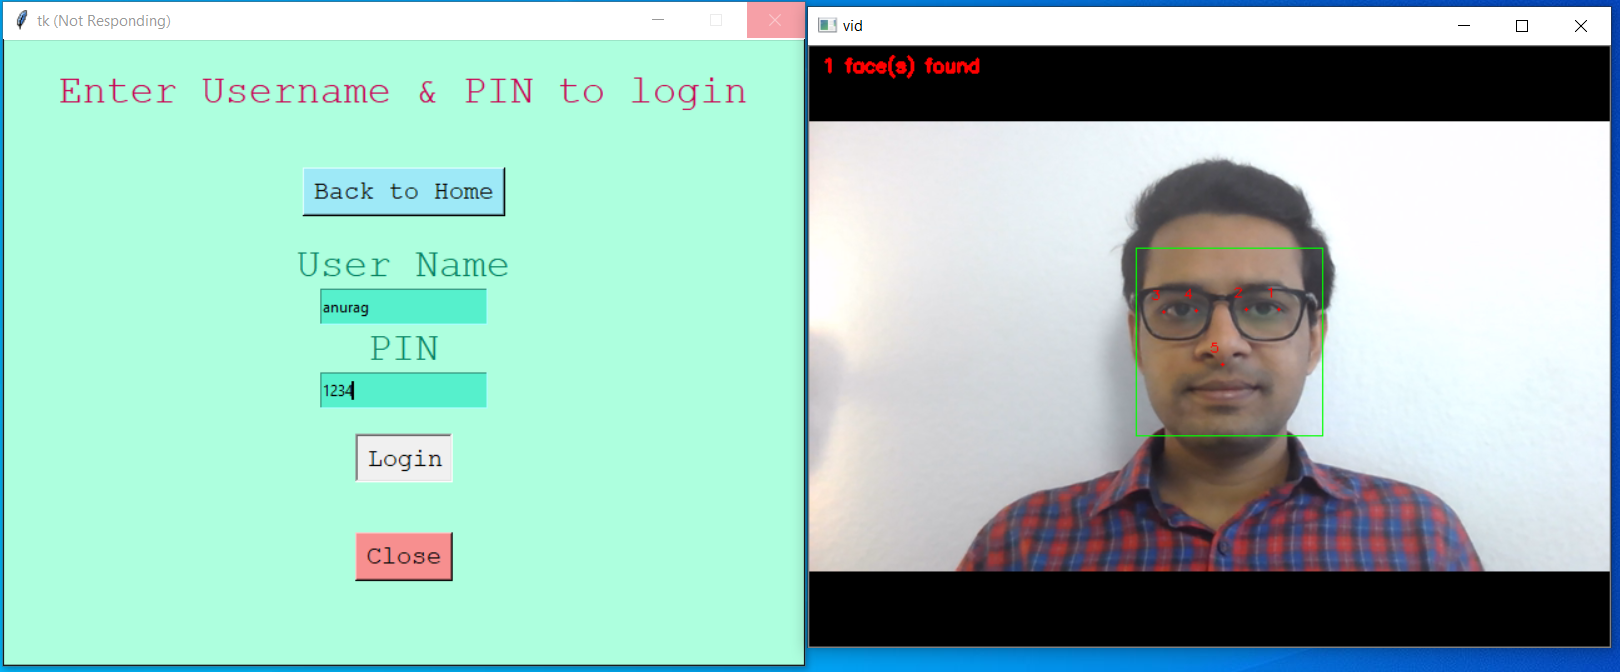 tk (Not Responding)
Enter Username & PIN to login
Back to Home
User Name
anurag
PIN
1234
Login
Close
vid
1 face(s) found
3 4 2 1
5